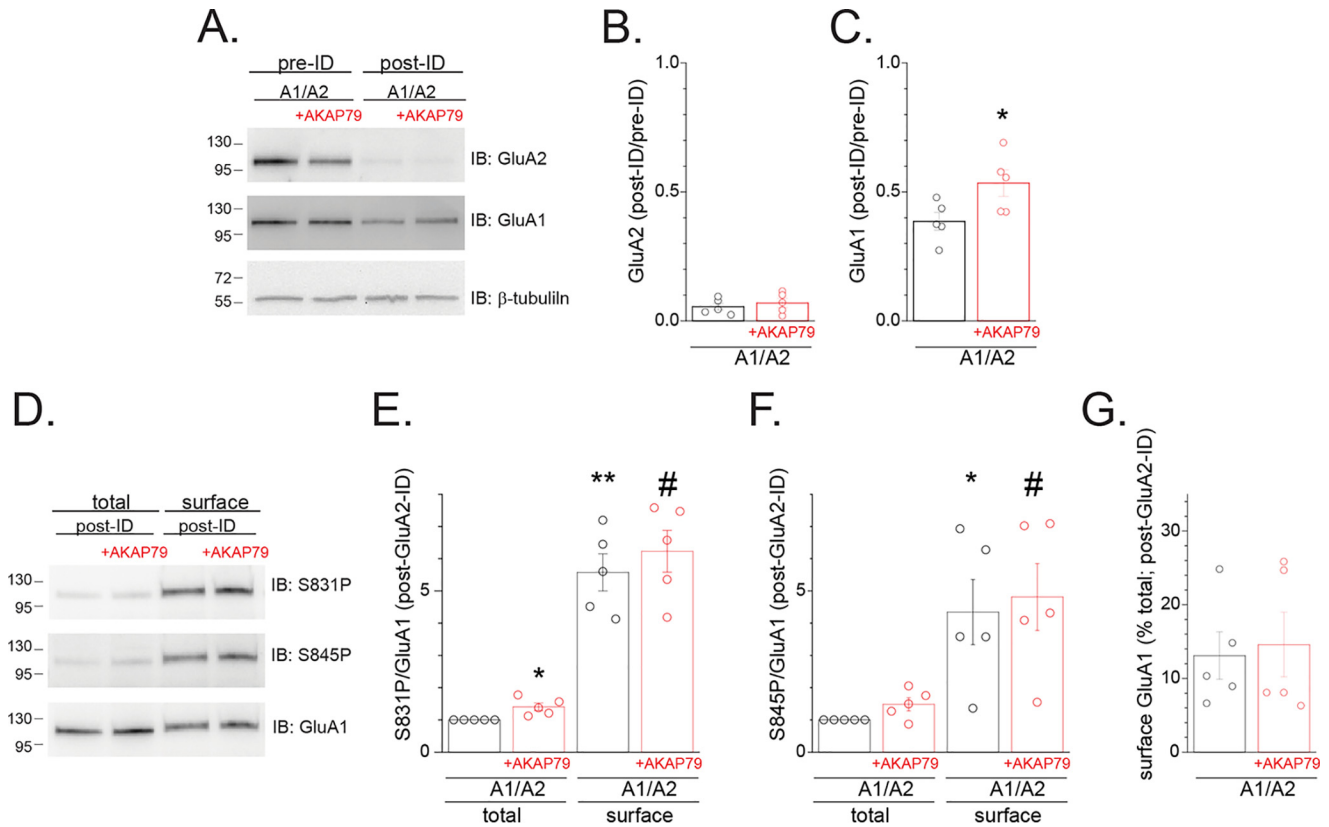 A.
pre-ID post-ID
A1/A2 A1/A2
+AKAP79 +AKAP79
130
95
IB: GluA2
130
95
IB: GluA1
72
55
IB: β-tubuliln
B.
GluA2 (post-ID/pre-ID)
1.0
0.5
0.0
+AKAP79
A1/A2
C.
GluA1 (post-ID/pre-ID)
1.0
0.5
0.0
*
+AKAP79
A1/A2
D.
total surface
post-ID post-ID
+AKAP79 +AKAP79
130
95
IB: S831P
130
95
IB: S845P
130
95
IB: GluA1
E.
S831P/GluA1 (post-GluA2-ID)
5
0
* ** #
+AKAP79 +AKAP79
A1/A2 A1/A2
total surface
F.
S845P/GluA1 (post-GluA2-ID)
5
0
* #
+AKAP79 +AKAP79
A1/A2 A1/A2
total surface
G.
surface GluA1 (% total; post-GluA2-ID)
30
20
10
0
+AKAP79
A1/A2